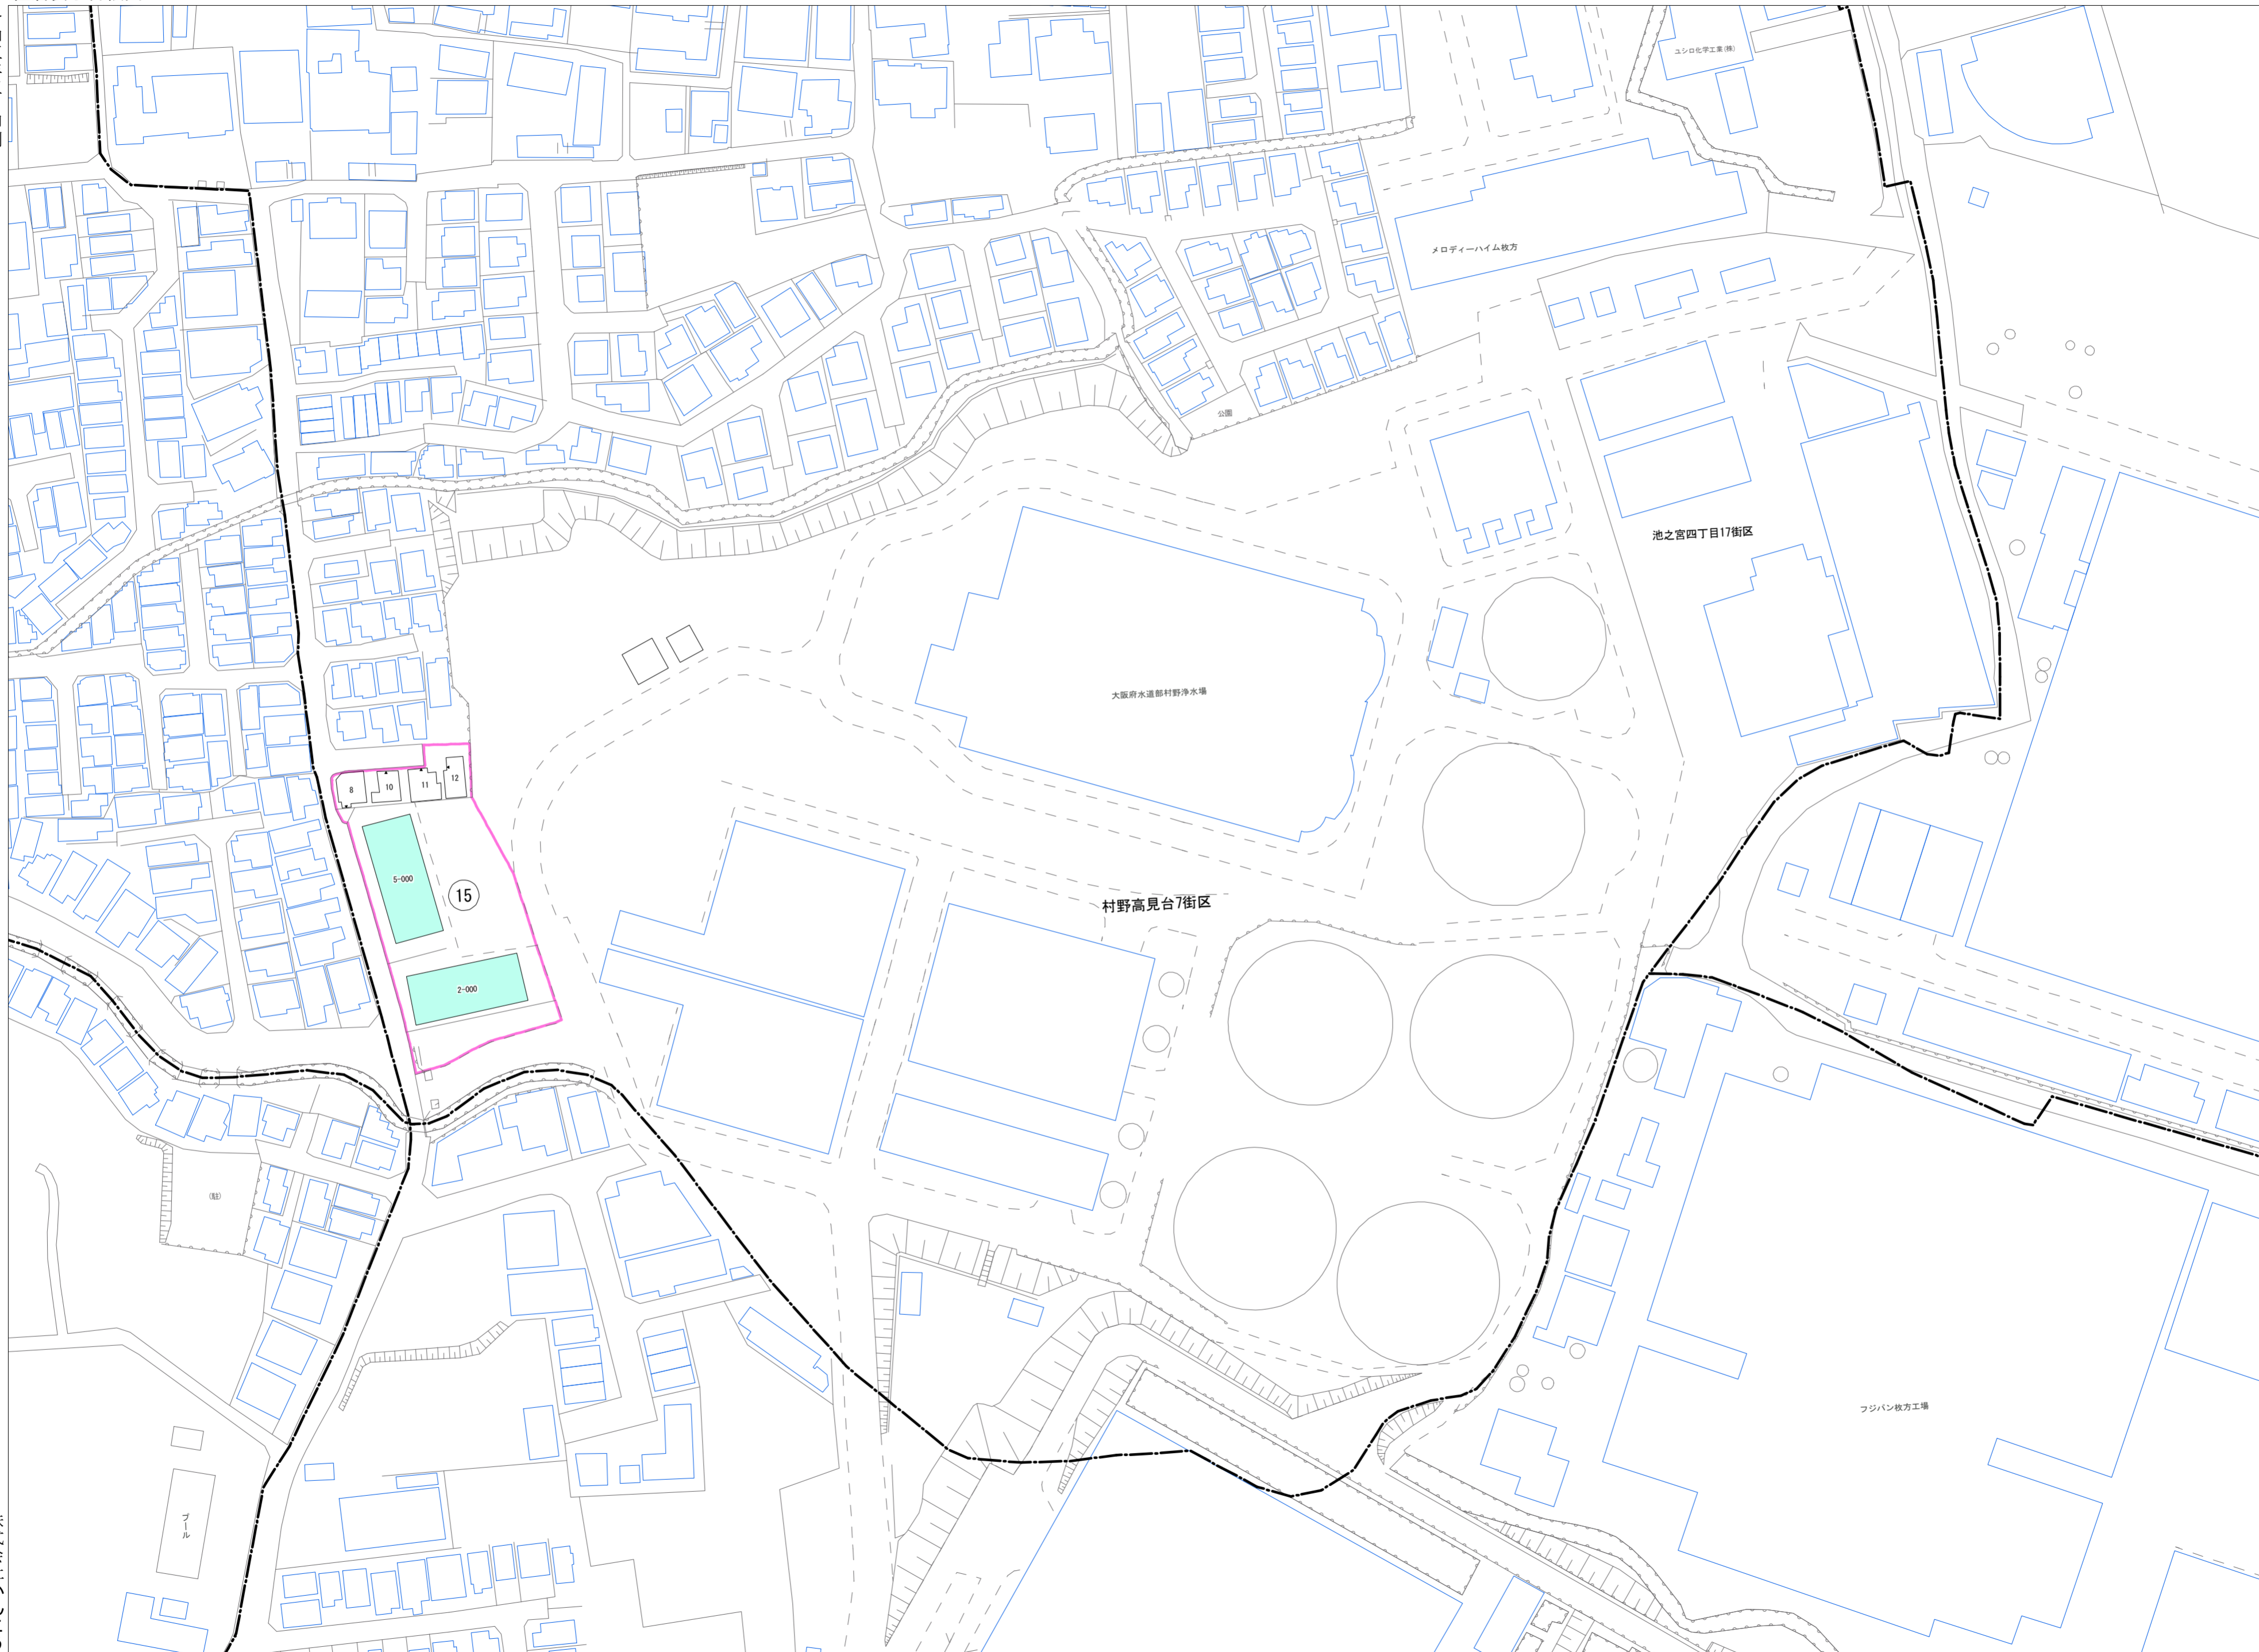 ユシロ化学工業(株)
メロディーハイム枚方
公園
池之宮四丁目17街区
大阪府水道部村野浄水場
8
10
11
12
5-000
15
村野高見台7街区
2-000
(駐)
フジパン枚方工場
プール